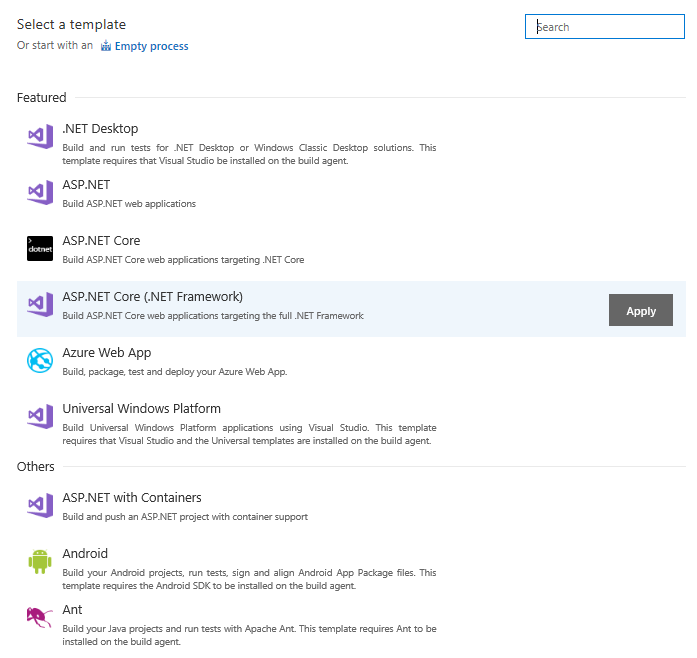 Select a template
Search
Or start with an Empty process
Featured
.NET Desktop
Build and run tests for .NET Desktop or Windows Classic Desktop solutions. This
template requires that Visual Studio be installed on the build agent.
ASP.NET
Build ASP.NET web applications
dotnet
ASP.NET Core
Build ASP.NET Core web applications targeting .NET Core
ASP.NET Core (.NET Framework)
Build ASP.NET Core web applications targeting the full .NET Framework
Apply
Azure Web App
Build, package, test and deploy your Azure Web App.
Universal Windows Platform
Build Universal Windows Platform applications using Visual Studio. This template
requires that Visual Studio and the Universal templates are installed on the build agent.
Others
ASP.NET with Containers
Build and push an ASP.NET project with container support
Android
Build your Android projects, run tests, sign and align Android App Package files. This
template requires the Android SDK to be installed on the build agent.
Ant
Build your Java projects and run tests with Apache Ant. This template requires Ant to be
installed on the build agent.